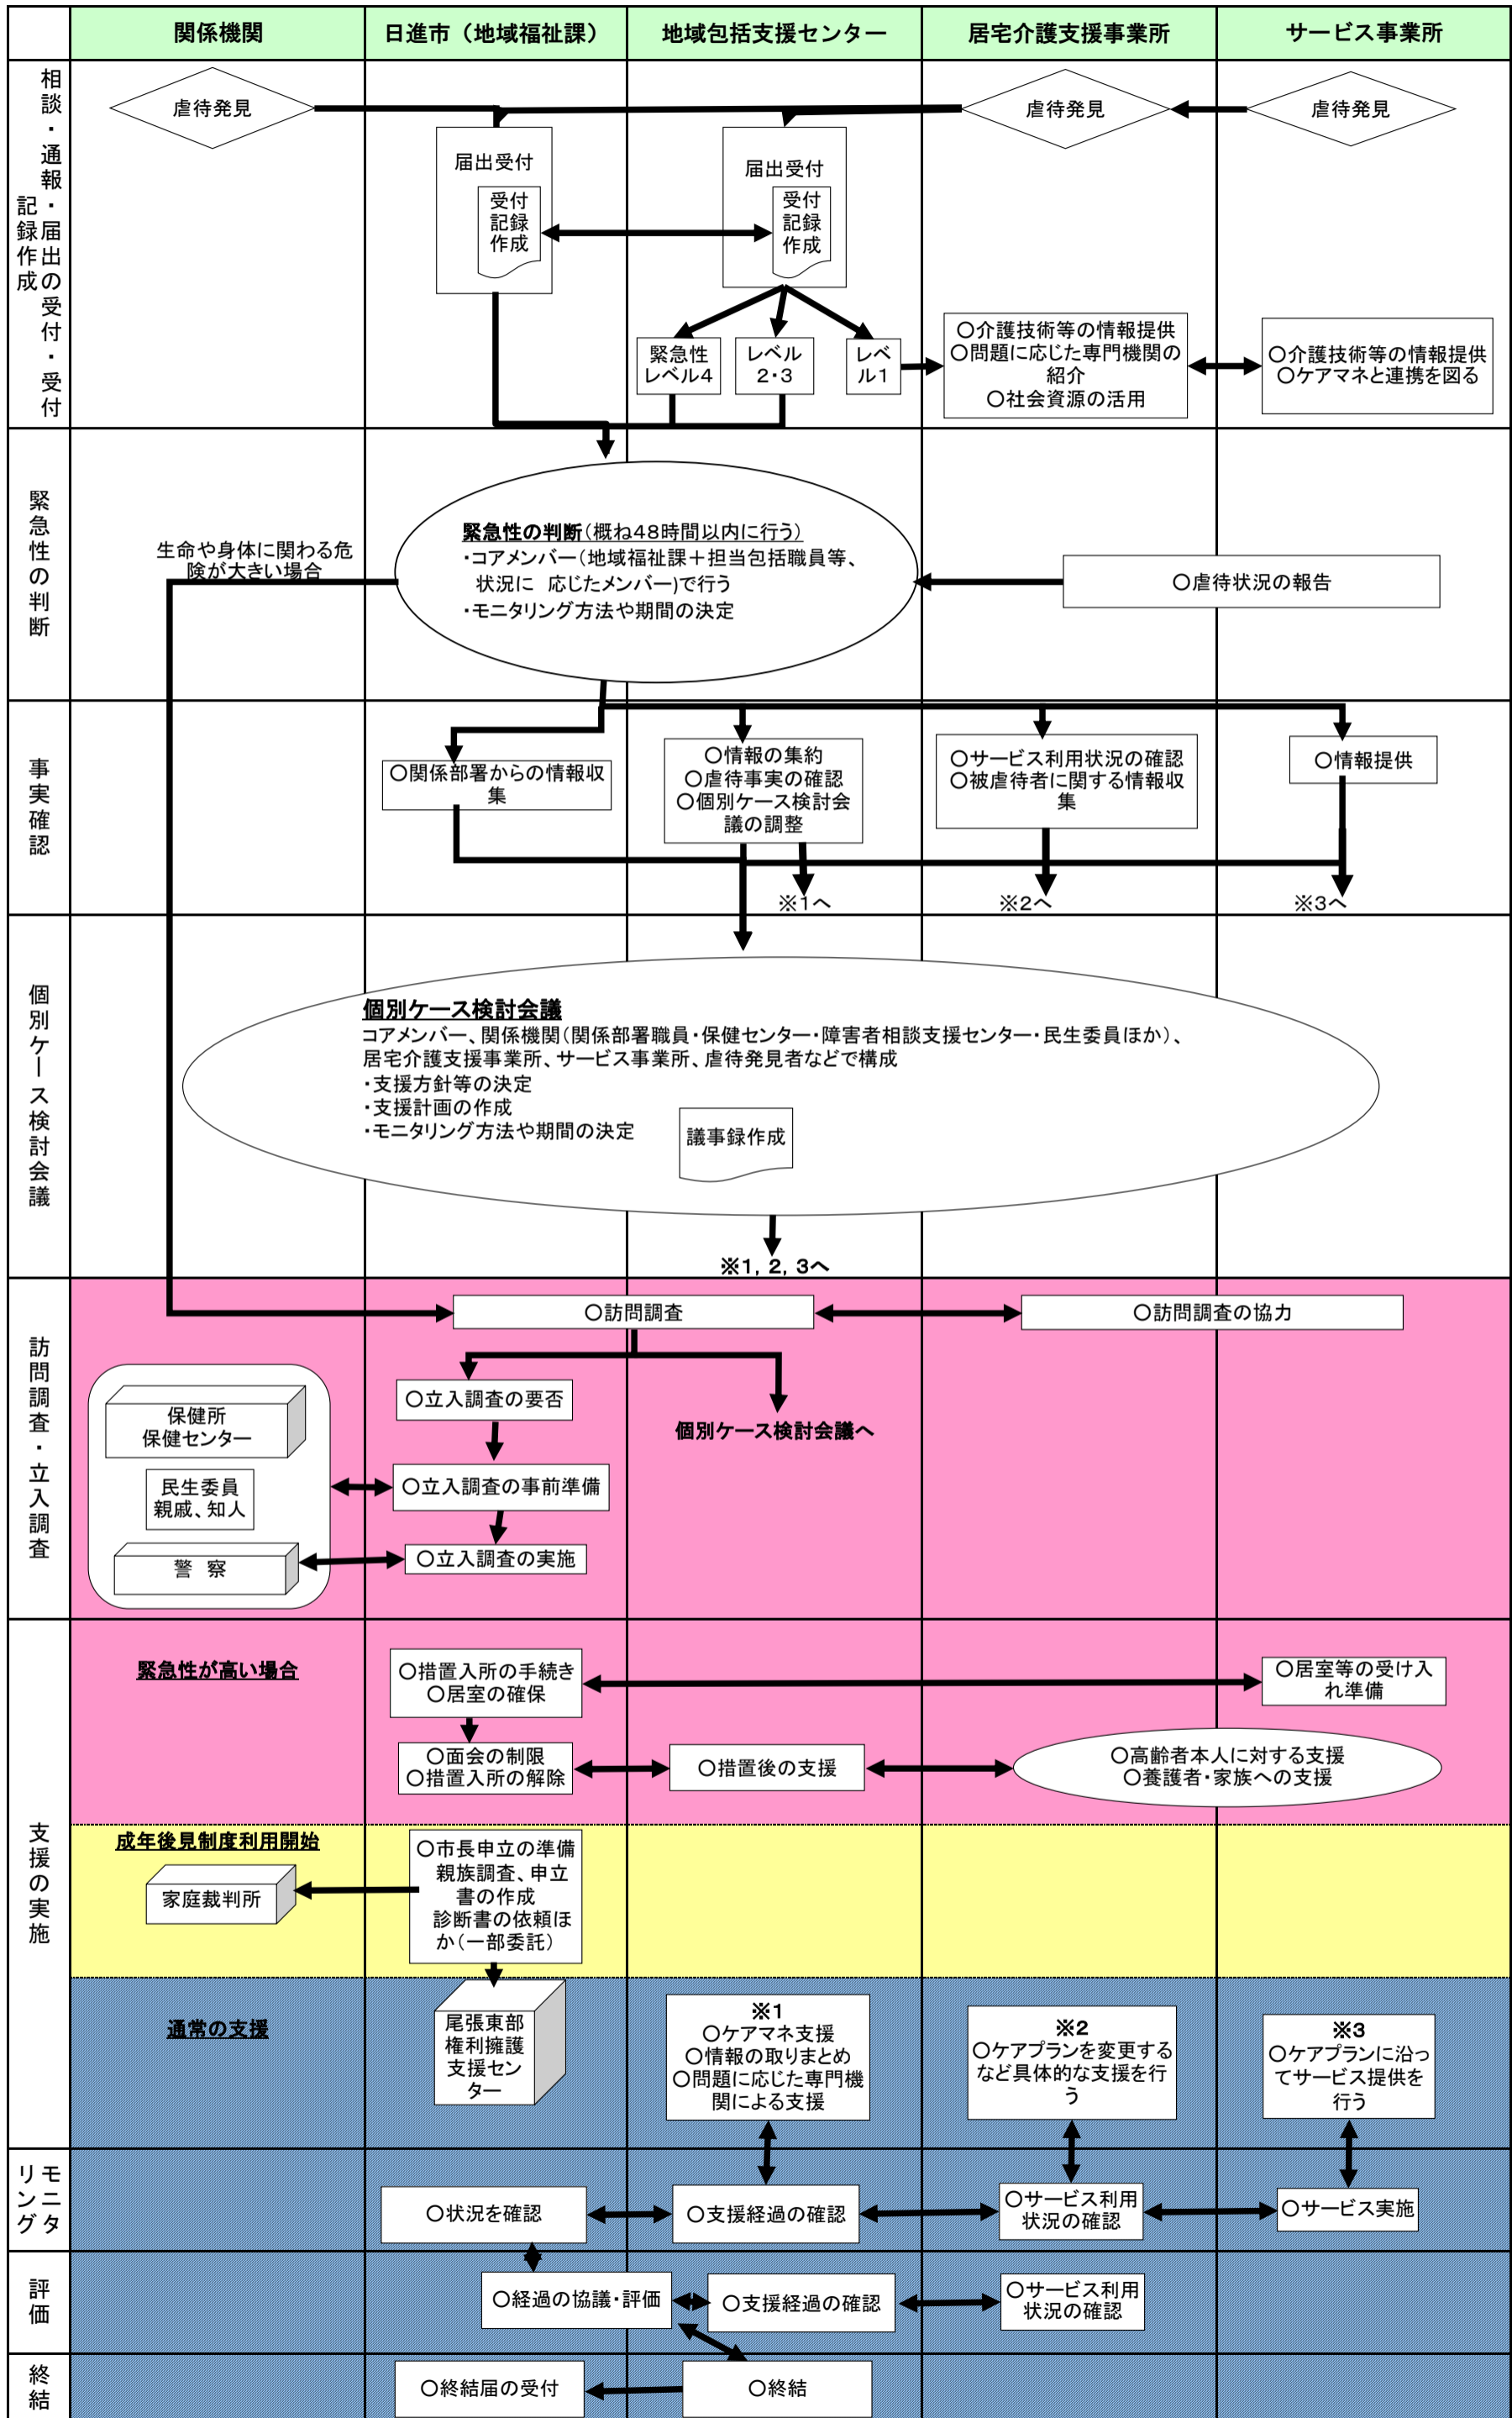 関係機関
日進市（地域福祉課）
地域包括支援センター
居宅介護支援事業所
サービス事業所
相談・通報・届出の受付・受付
記録作成
虐待発見
虐待発見
虐待発見
届出受付
受付
記録
作成
届出受付
受付
記録
作成
緊急性
レベル4
レベル
2・3
レベ
ル1
○介護技術等の情報提供
○問題に応じた専門機関の
紹介
○社会資源の活用
○介護技術等の情報提供
○ケアマネと連携を図る
緊急性の判断
生命や身体に関わる危
険が大きい場合
緊急性の判断(概ね48時間以内に行う)
・コアメンバー(地域福祉課＋担当包括職員等、
状況に　応じたメンバー)で行う
・モニタリング方法や期間の決定
○虐待状況の報告
事実確認
○関係部署からの情報収
集
○情報の集約
○虐待事実の確認
○個別ケース検討会
議の調整
○サービス利用状況の確認
○被虐待者に関する情報収
集
○情報提供
※1へ
※2へ
※3へ
個別ケース検討会議
個別ケース検討会議
コアメンバー、関係機関(関係部署職員・保健センター・障害者相談支援センター・民生委員ほか)、
居宅介護支援事業所、サービス事業所、虐待発見者などで構成
・支援方針等の決定
・支援計画の作成
・モニタリング方法や期間の決定
議事録作成
※1, 2, 3へ
訪問調査・立入調査
○訪問調査
○訪問調査の協力
○立入調査の要否
個別ケース検討会議へ
保健所
保健センター
民生委員
親戚、知人
○立入調査の事前準備
警　察
○立入調査の実施
支援の実施
緊急性が高い場合
○措置入所の手続き
○居室の確保
○居室等の受け入
れ準備
○面会の制限
○措置入所の解除
○措置後の支援
○高齢者本人に対する支援
○養護者・家族への支援
成年後見制度利用開始
家庭裁判所
○市長申立の準備
親族調査、申立
書の作成
診断書の依頼ほ
か(一部委託)
通常の支援
尾張東部
権利擁護
支援セン
ター
※1
○ケアマネ支援
○情報の取りまとめ
○問題に応じた専門機
関による支援
※2
○ケアプランを変更する
など具体的な支援を行
う
※3
○ケアプランに沿っ
てサービス提供を
行う
モニタ
リング
○状況を確認
○支援経過の確認
○サービス利用
状況の確認
○サービス実施
評価
○経過の協議・評価
○支援経過の確認
○サービス利用
状況の確認
終結
○終結届の受付
○終結